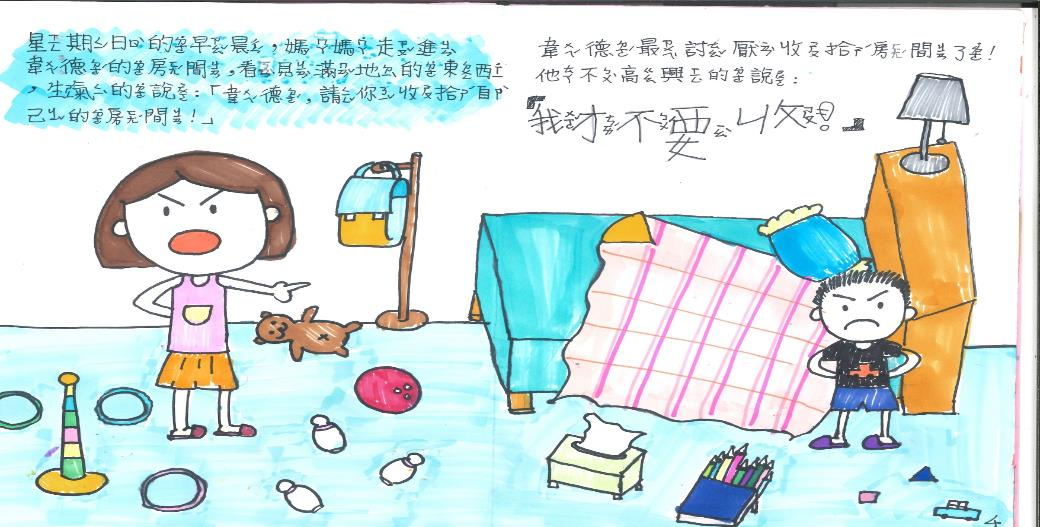 星期日的早晨，媽媽走進
韋德的房間，看見滿地的東西
，生氣的說：「韋德，請你收拾自
己的房間！」
韋德最討厭收拾房間了！
他不高興的說：
『我才不要收！』
4